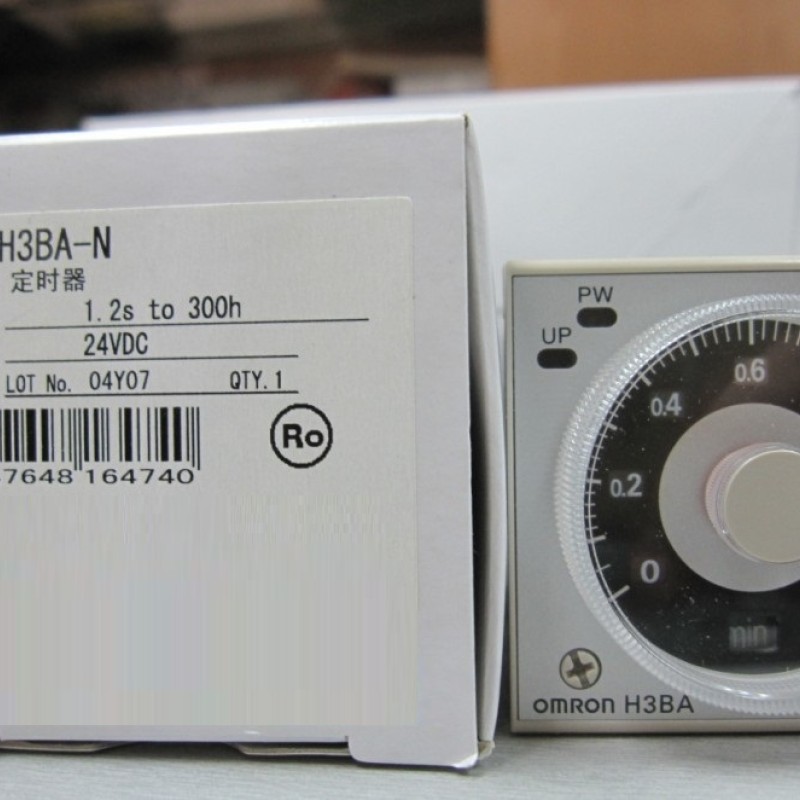 H3BA-N
定时器
1.2s to 300h
24VDC
LOT No. 04Y07 QTY.1
Ro
7648 164740
PW
UP
0.6
0.4
0.2
0
min
OMRON H3BA